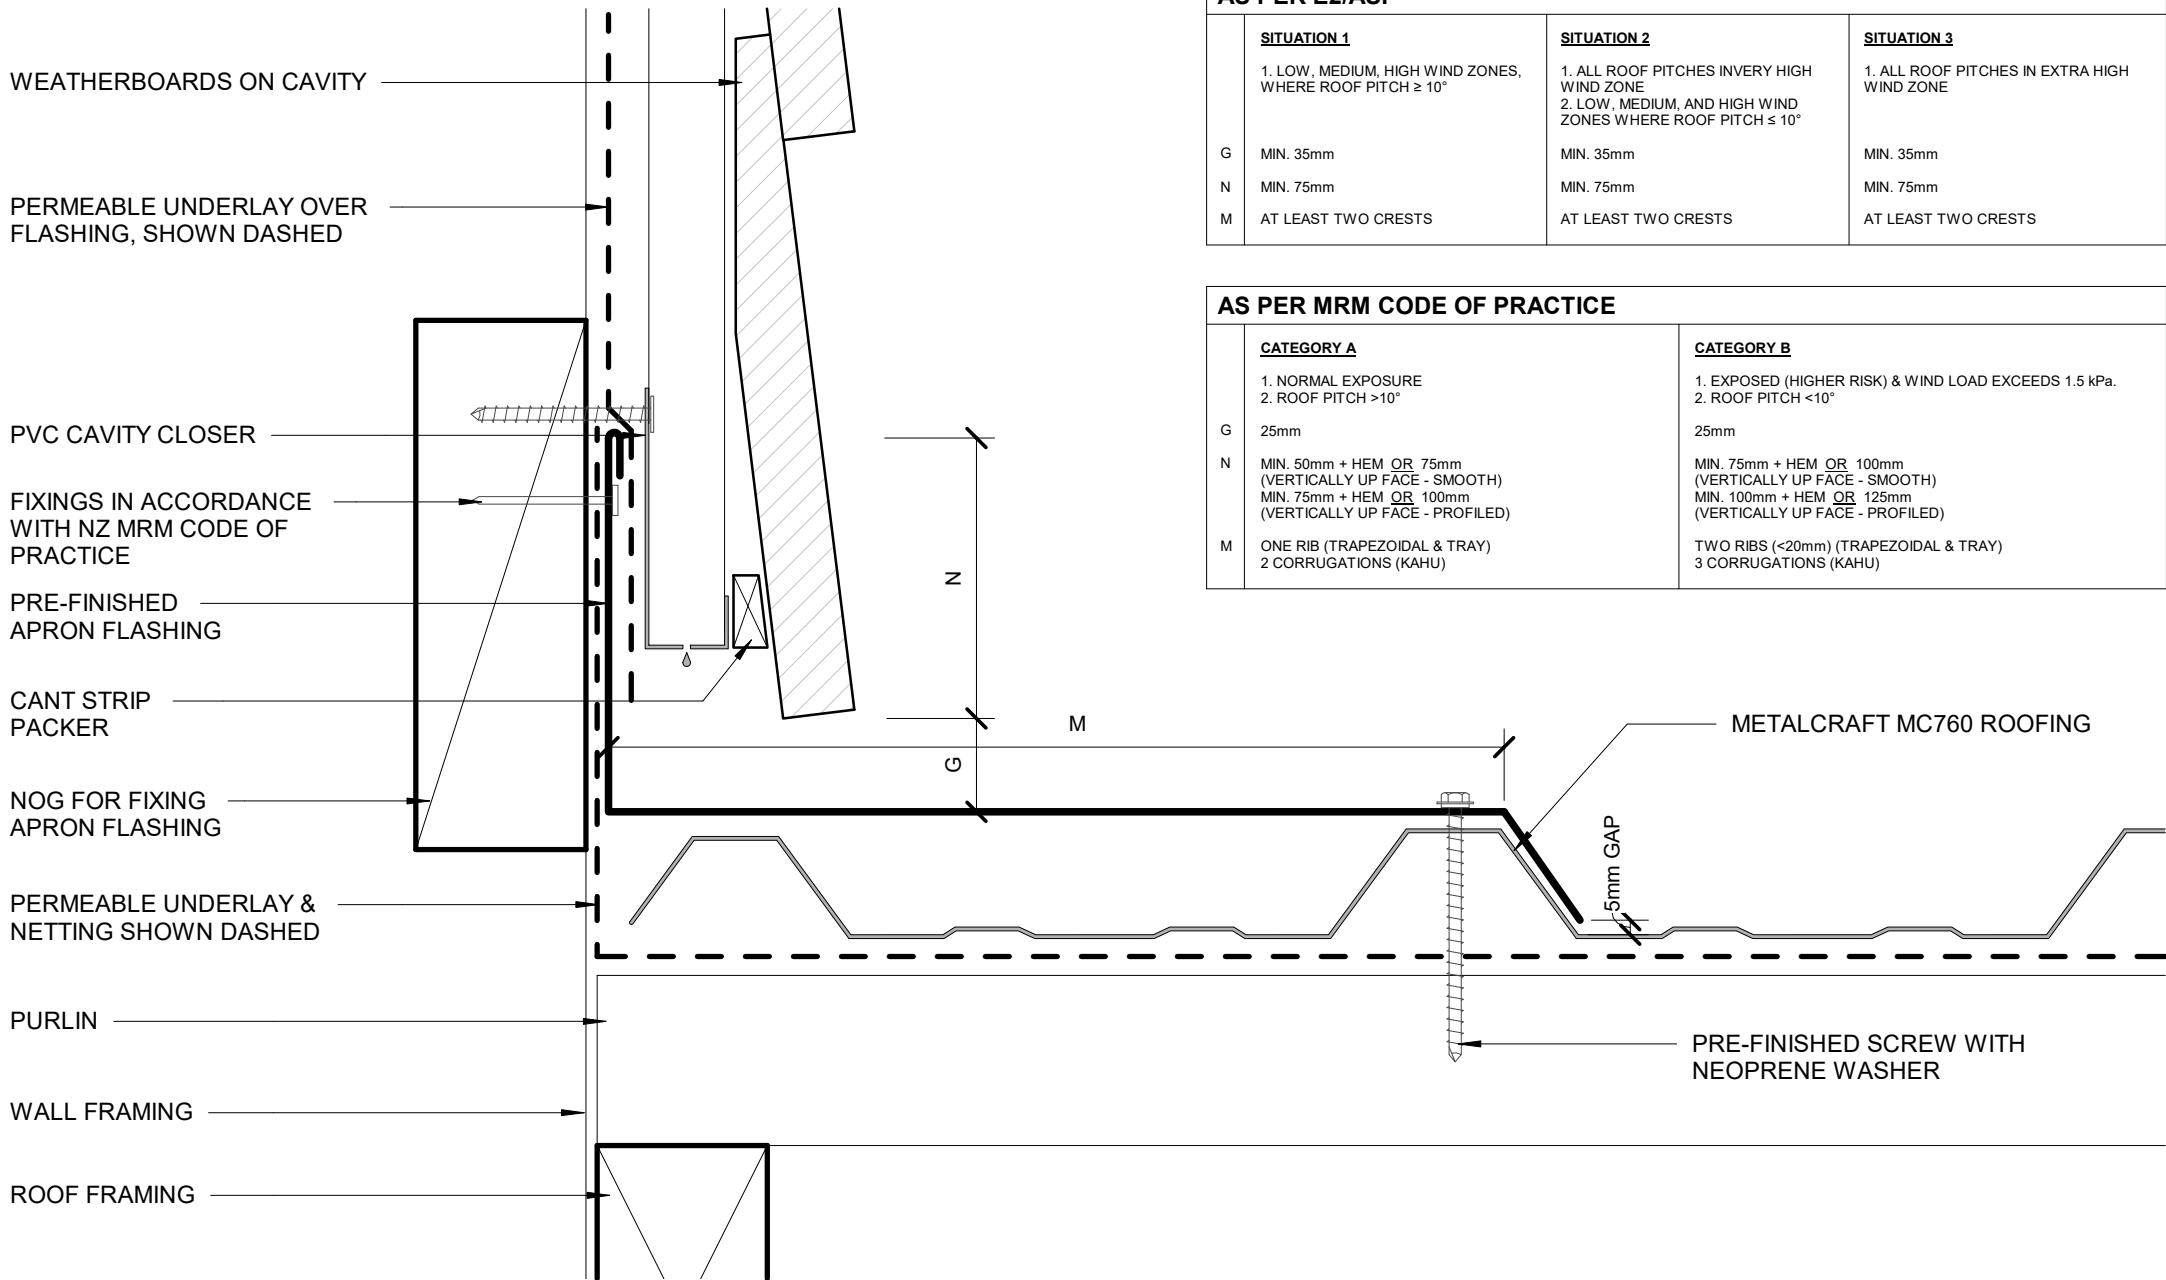 AS PER E2/AS1
SITUATION 1
1. LOW, MEDIUM, HIGH WIND ZONES,
WHERE ROOF PITCH ≥ 10°
SITUATION 2
1. ALL ROOF PITCHES INVERY HIGH
WIND ZONE
2. LOW, MEDIUM, AND HIGH WIND
ZONES WHERE ROOF PITCH ≤ 10°
SITUATION 3
1. ALL ROOF PITCHES IN EXTRA HIGH
WIND ZONE
G MIN. 35mm MIN. 35mm MIN. 35mm
N MIN. 75mm MIN. 75mm MIN. 75mm
M AT LEAST TWO CRESTS AT LEAST TWO CRESTS AT LEAST TWO CRESTS
AS PER MRM CODE OF PRACTICE
CATEGORY A
1. NORMAL EXPOSURE
2. ROOF PITCH >10°
CATEGORY B
1. EXPOSED (HIGHER RISK) & WIND LOAD EXCEEDS 1.5 kPa.
2. ROOF PITCH <10°
G 25mm 25mm
N MIN. 50mm + HEM OR 75mm
(VERTICALLY UP FACE - SMOOTH)
MIN. 75mm + HEM OR 100mm
(VERTICALLY UP FACE - PROFILED)
MIN. 75mm + HEM OR 100mm
(VERTICALLY UP FACE - SMOOTH)
MIN. 100mm + HEM OR 125mm
(VERTICALLY UP FACE - PROFILED)
M ONE RIB (TRAPEZOIDAL & TRAY)
2 CORRUGATIONS (KAHU)
TWO RIBS (<20mm) (TRAPEZOIDAL & TRAY)
3 CORRUGATIONS (KAHU)
WEATHERBOARDS ON CAVITY
PERMEABLE UNDERLAY OVER
FLASHING, SHOWN DASHED
PVC CAVITY CLOSER
FIXINGS IN ACCORDANCE
WITH NZ MRM CODE OF
PRACTICE
PRE-FINISHED
APRON FLASHING
CANT STRIP
PACKER
NOG FOR FIXING
APRON FLASHING
PERMEABLE UNDERLAY &
NETTING SHOWN DASHED
PURLIN
WALL FRAMING
ROOF FRAMING
N
M
G
METALCRAFT MC760 ROOFING
5mm GAP
PRE-FINISHED SCREW WITH
NEOPRENE WASHER